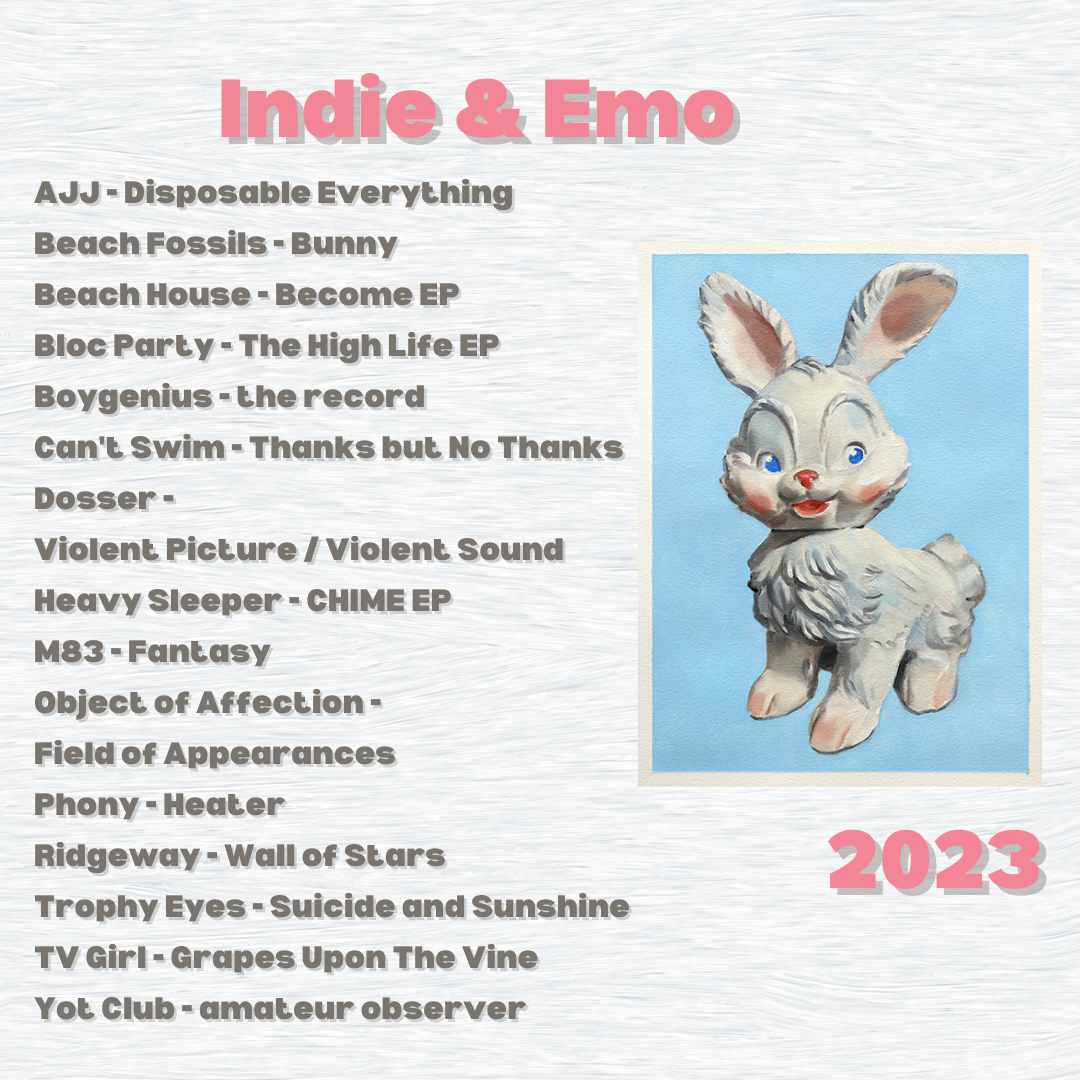 Indie & Emo
AJJ - Disposable Everything
Beach Fossils - Bunny
Beach House - Become EP
Bloc Party - The High Life EP
Boygenius - the record
Can't Swim - Thanks but No Thanks
Dosser -
Violent Picture / Violent Sound
Heavy Sleeper - CHIME EP
M83 - Fantasy
Object of Affection -
Field of Appearances
Phony - Heater
Ridgeway - Wall of Stars
Trophy Eyes - Suicide and Sunshine
TV Girl - Grapes Upon The Vine
Yot Club - amateur observer
2023